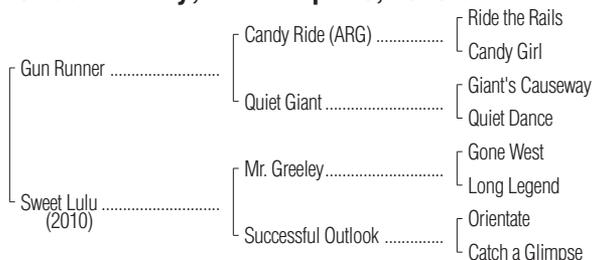 Ride the Rails
Candy Ride (ARG) ................
Candy Girl
Gun Runner ..........................
Giant's Causeway
Quiet Giant ............................
Quiet Dance
Gone West
Mr. Greeley............................
Long Legend
Sweet Lulu ............................
(2010)
Orientate
Successful Outlook ..............
Catch a Glimpse